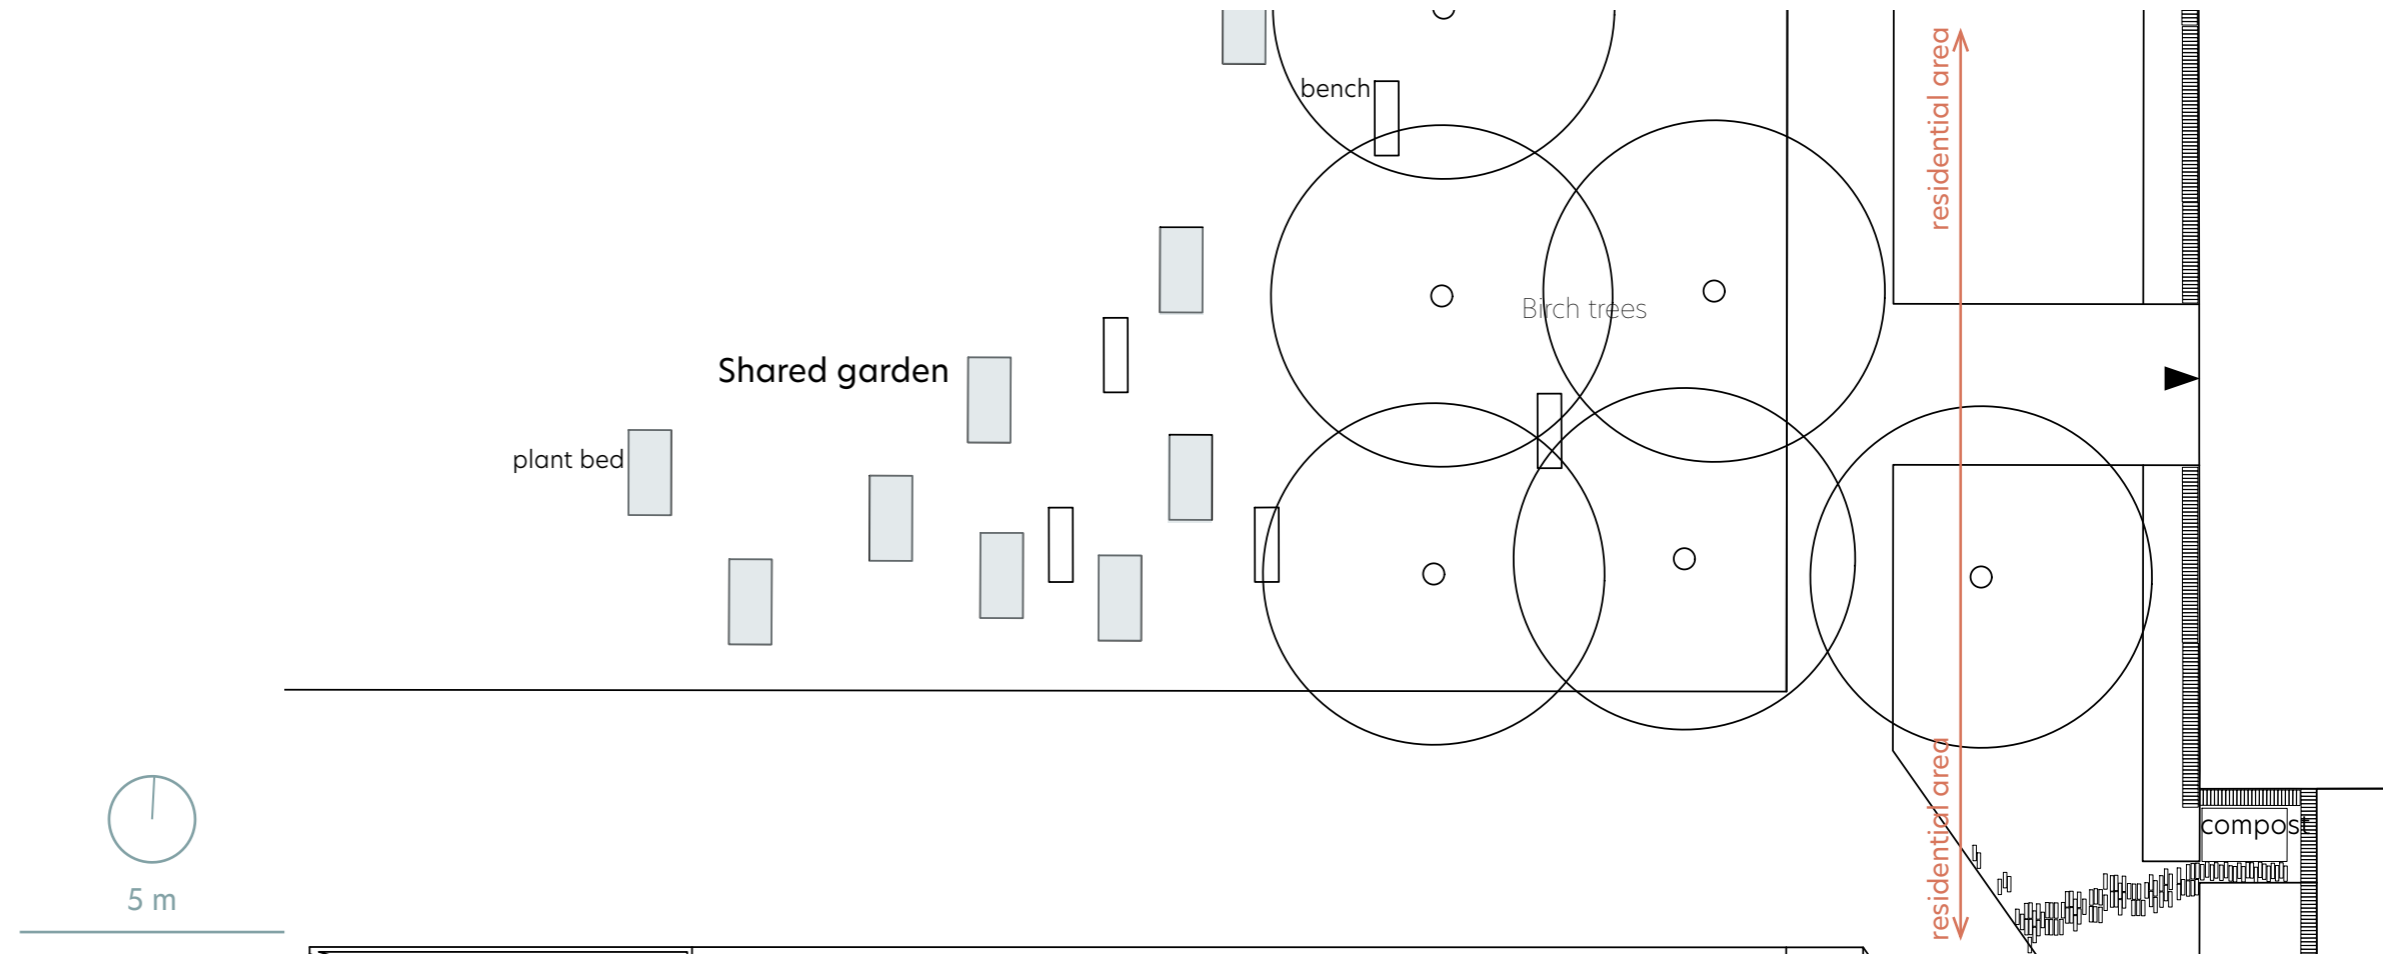 residential area
bench
Birch trees
Shared garden
plant bed
residential area
compost
5 m